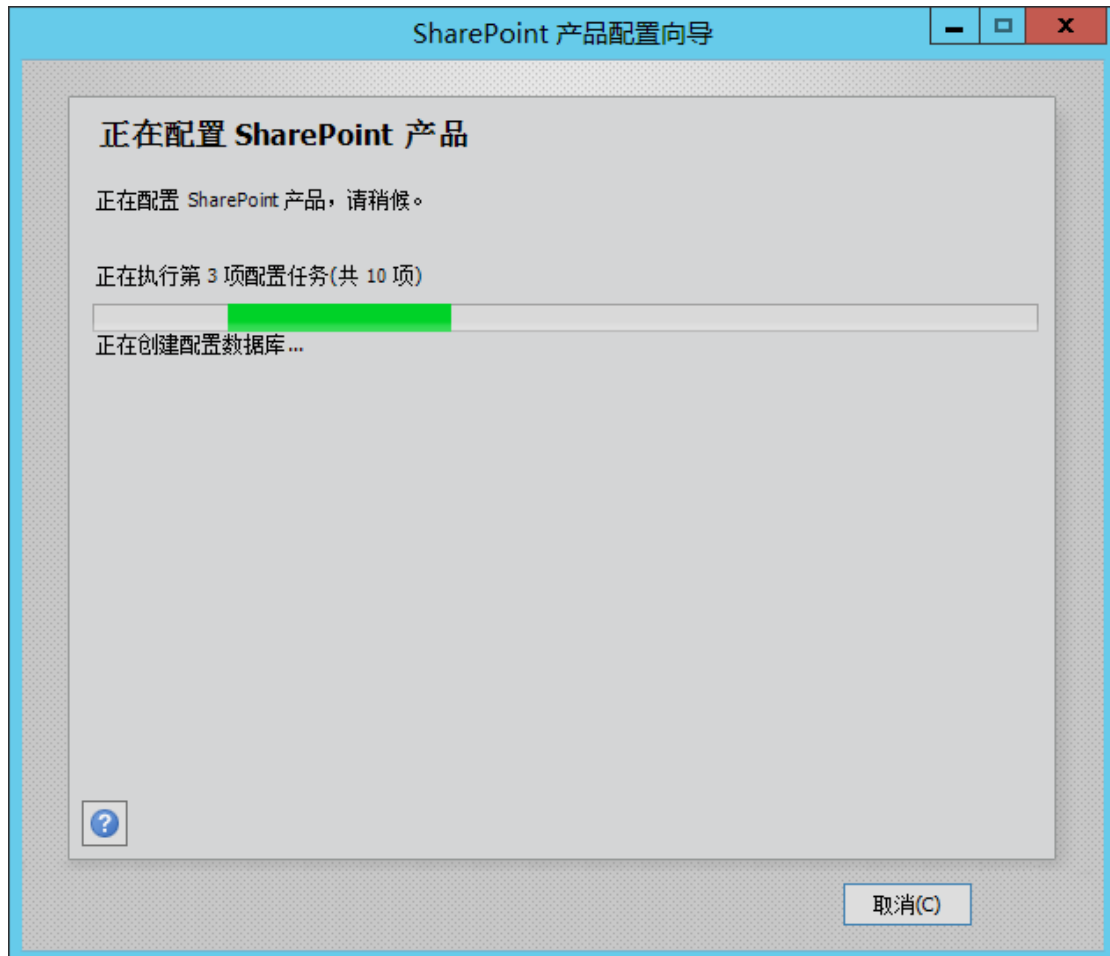 SharePoint 产品配置向导
正在配置 SharePoint 产品
正在配置 SharePoint 产品，请稍候。
正在执行第 3 项配置任务(共 10 项)
正在创建配置数据库...
取消(C)